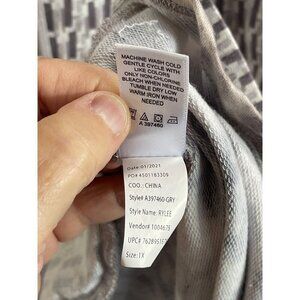 MACHINE WASH COLD
GENTLE CYCLE WITH
LIKE COLORS
ONLY NON-CHLORINE
BLEACH WHEN NEEDED
TUMBLE DRY LOW
WARM IRON WHEN
NEEDED
A 397460
Date: 01/2021
PO# 4501183309
COO: CHINA
Style# A397460-GRY
Style Name: RYLEE
Vendor# 1004675
UPC#
Size: 1X